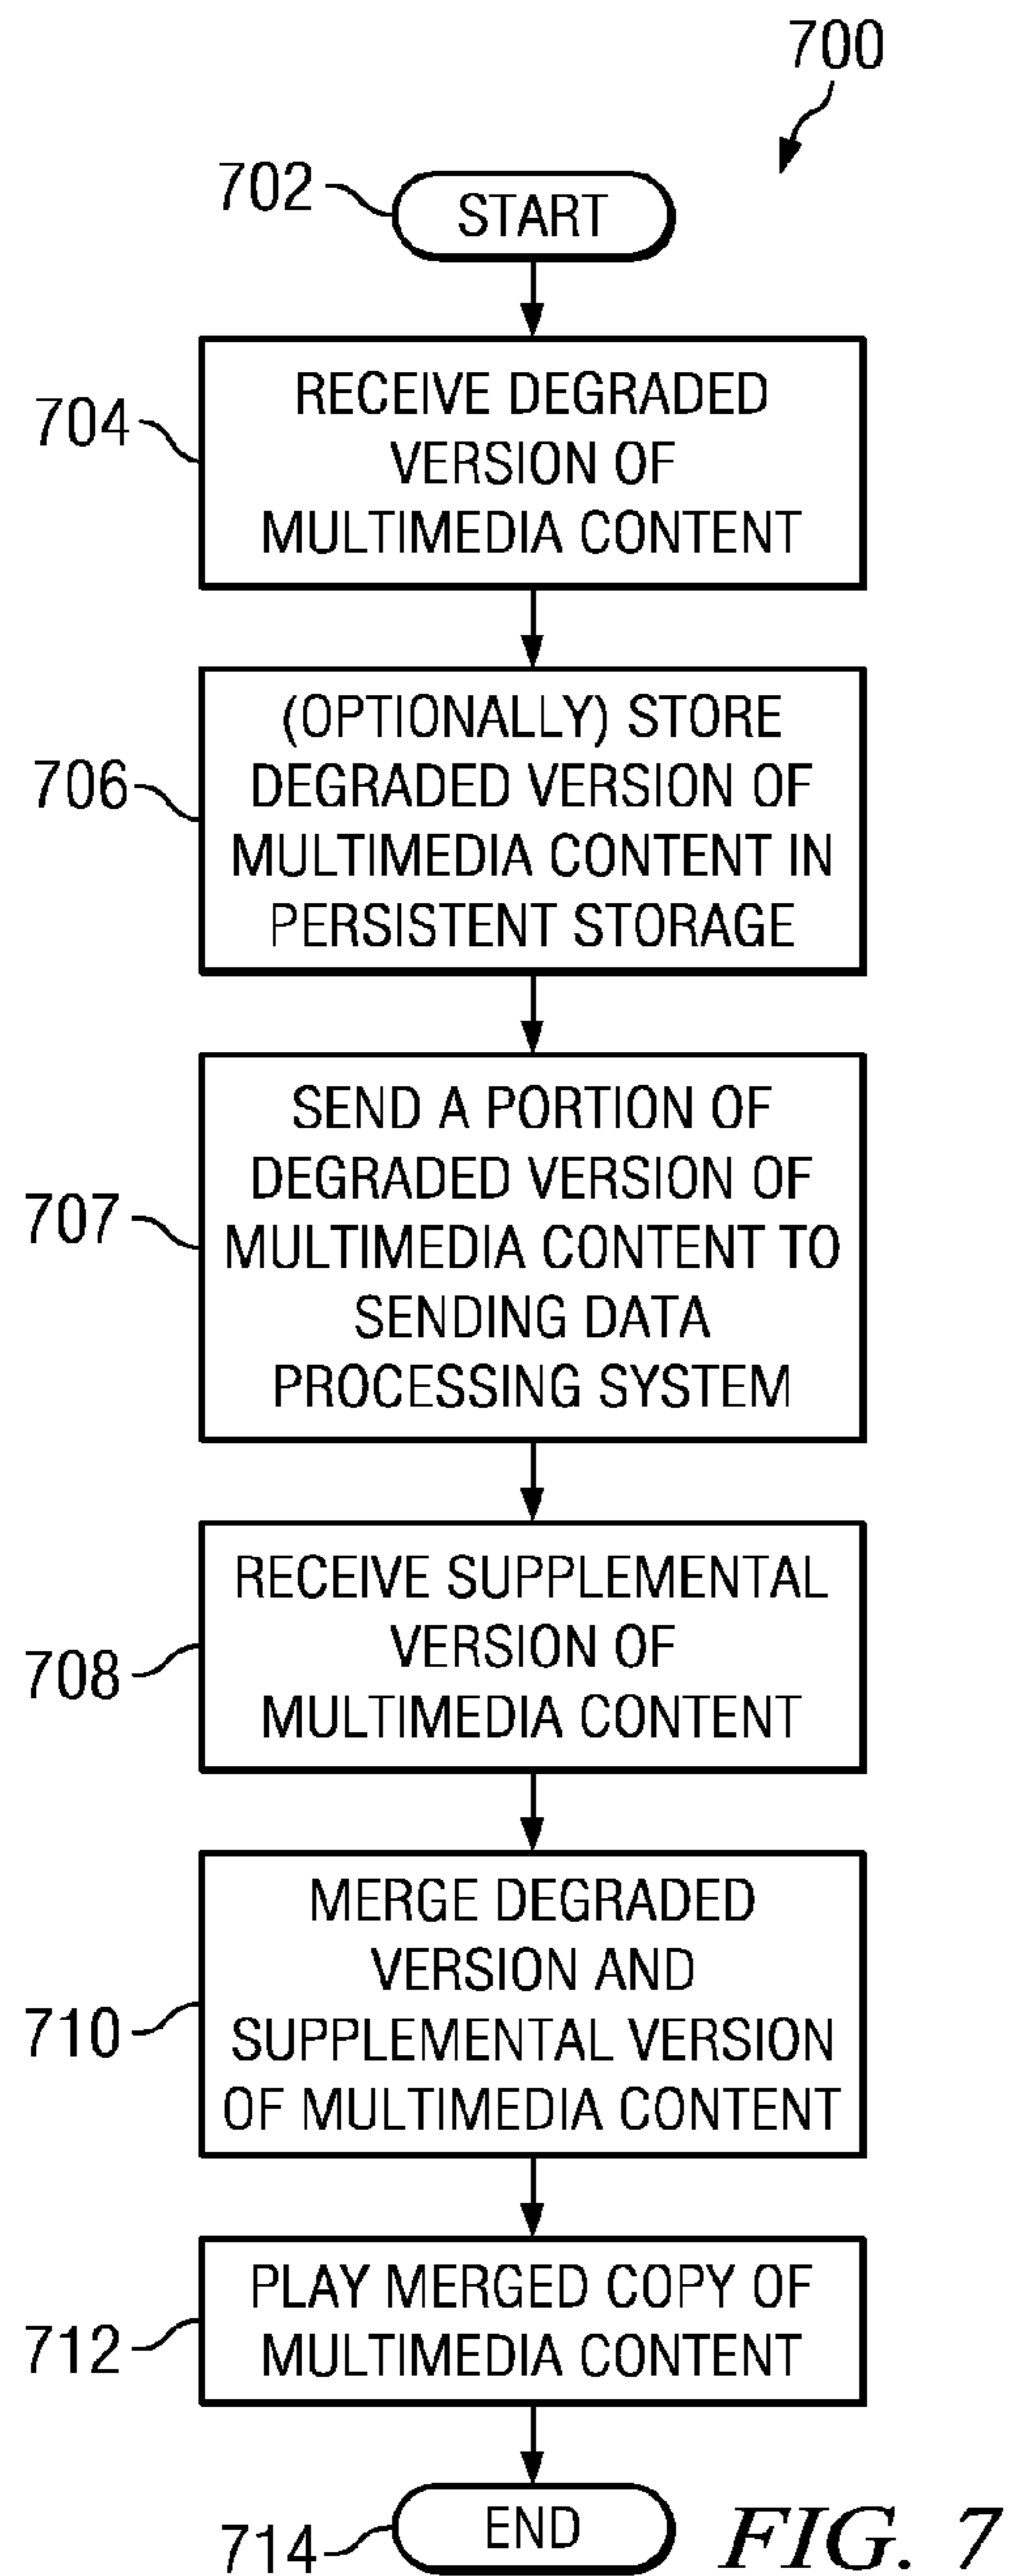 700
702
START
704
RECEIVE DEGRADED
VERSION OF
MULTIMEDIA CONTENT
706
(OPTIONALLY) STORE
DEGRADED VERSION OF
MULTIMEDIA CONTENT IN
PERSISTENT STORAGE
707
SEND A PORTION OF
DEGRADED VERSION OF
MULTIMEDIA CONTENT TO
SENDING DATA
PROCESSING SYSTEM
708
RECEIVE SUPPLEMENTAL
VERSION OF
MULTIMEDIA CONTENT
710
MERGE DEGRADED
VERSION AND
SUPPLEMENTAL VERSION
OF MULTIMEDIA CONTENT
712
PLAY MERGED COPY OF
MULTIMEDIA CONTENT
714
END
FIG. 7